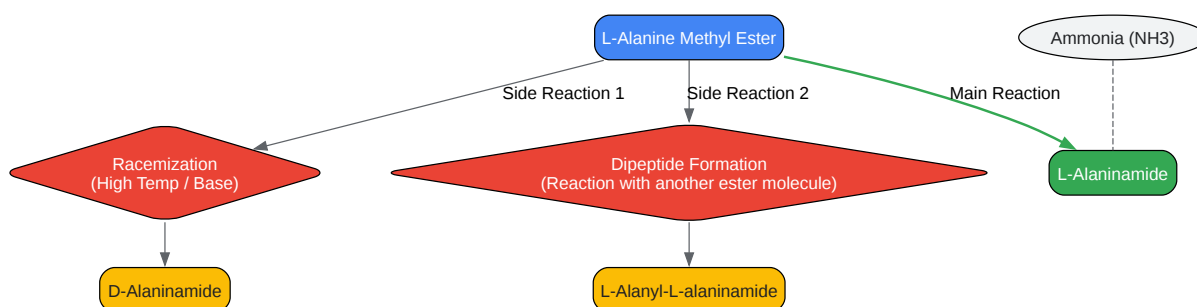 L-Alanine Methyl Ester
Ammonia (NH3)
Side Reaction 1
Side Reaction 2
Main Reaction
Racemization
(High Temp / Base)
Dipeptide Formation
(Reaction with another ester molecule)
L-Alaninamide
D-Alaninamide
L-Alanyl-L-alaninamide